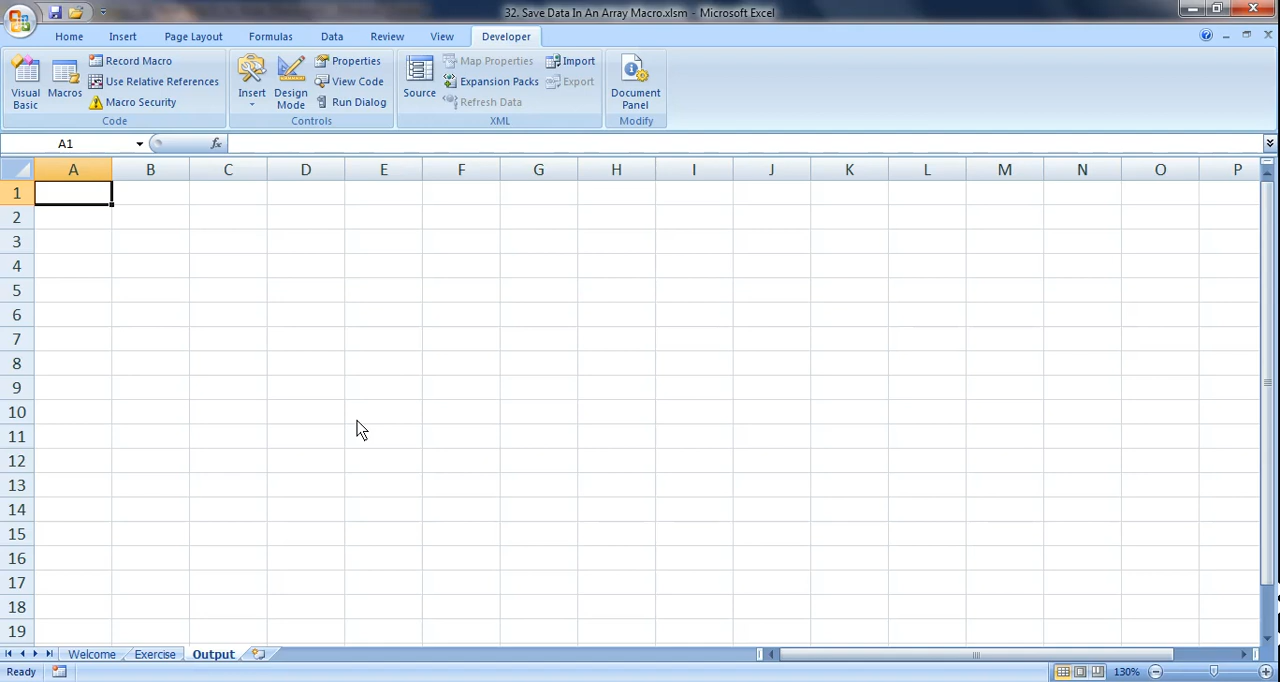 32. Save Data In An Array Macro.xlsm - Microsoft Excel
Home Insert Page Layout Formulas Data Review View Developer
Visual Basic
Macros
Record Macro
Use Relative References
Macro Security
Code
Insert
Design Mode
Properties
View Code
Run Dialog
Controls
Source
Map Properties
Expansion Packs
Refresh Data
Import
Export
XML
Document Panel
Modify
A1 fx
A B C D E F G H I J K L M N O P
1
2
3
4
5
6
7
8
9
10
11
12
13
14
15
16
17
18
19
Welcome Exercise Output
Ready 130%